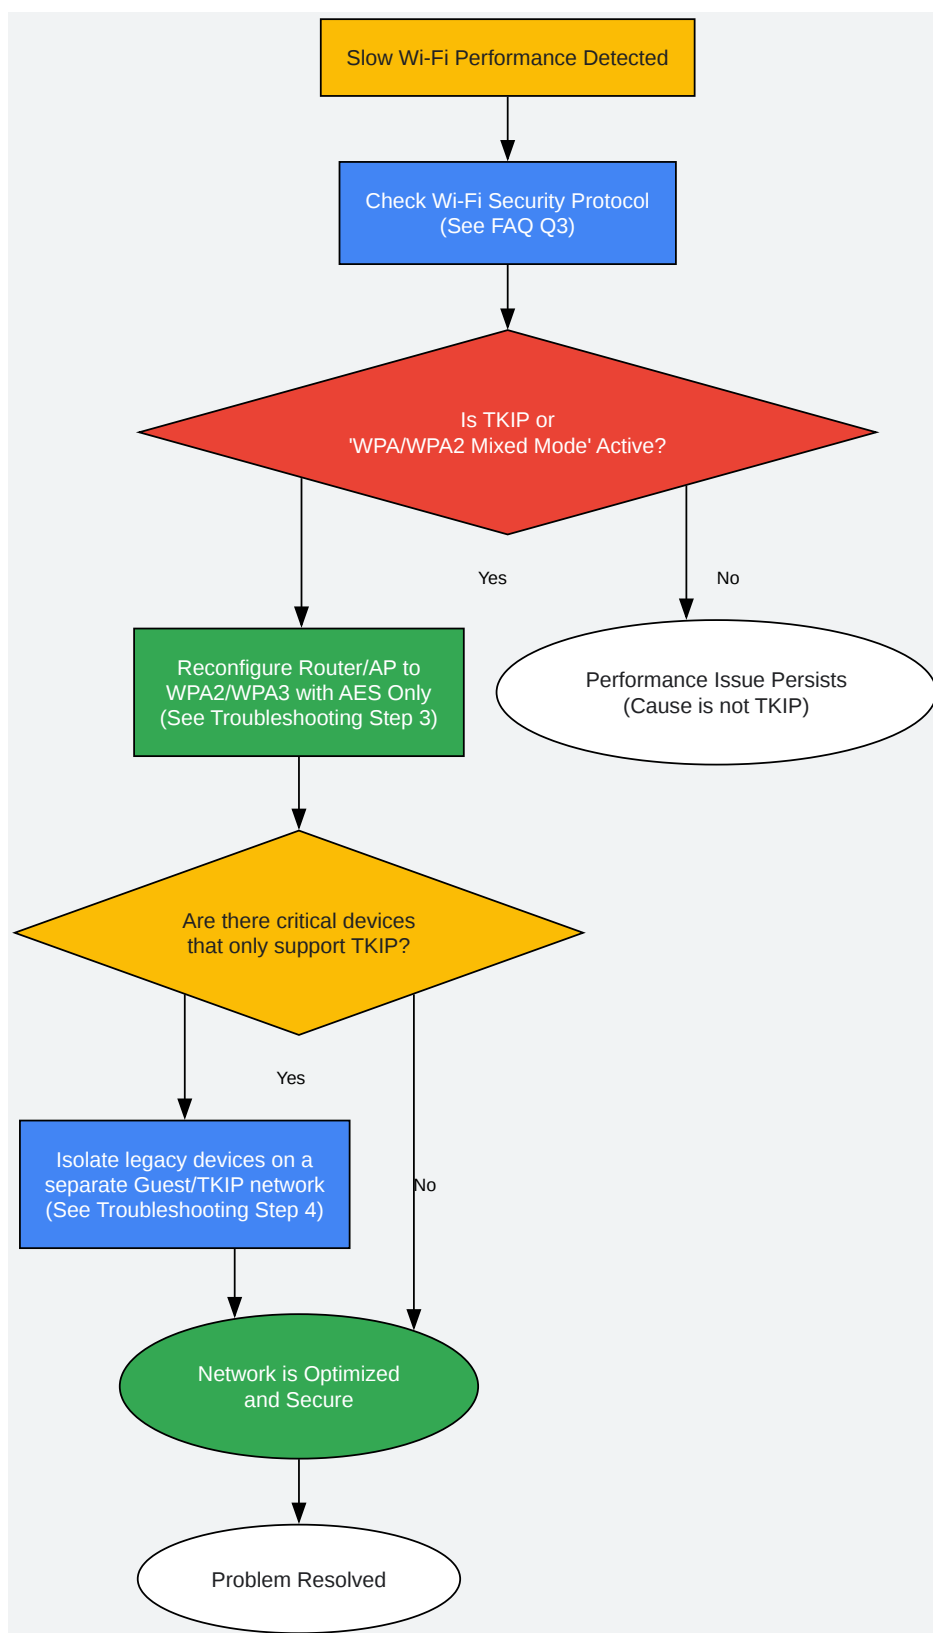 Slow Wi-Fi Performance Detected
Check Wi-Fi Security Protocol
(See FAQ Q3)
Is TKIP or
'WPA/WPA2 Mixed Mode' Active?
Yes
No
Reconfigure Router/AP to
WPA2/WPA3 with AES Only
(See Troubleshooting Step 3)
Performance Issue Persists
(Cause is not TKIP)
Are there critical devices
that only support TKIP?
Yes
Isolate legacy devices on a
separate Guest/TKIP network
(See Troubleshooting Step 4)
No
Network is Optimized
and Secure
Problem Resolved